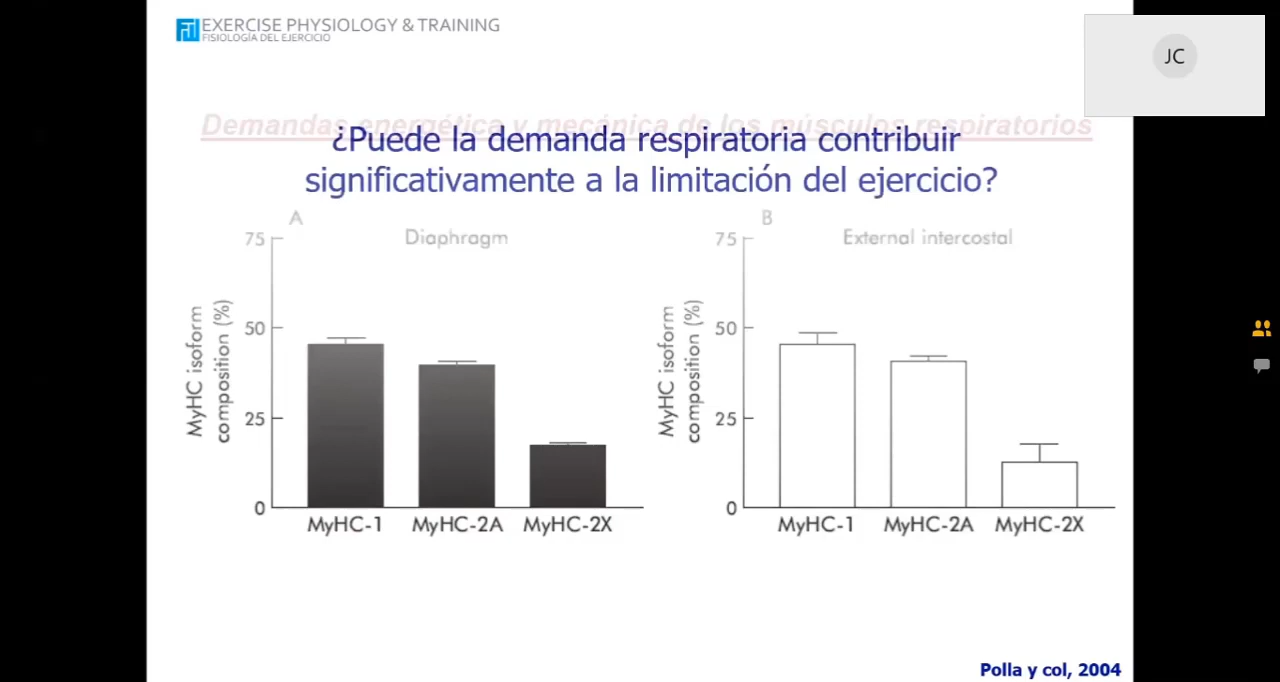 EXERCISE PHYSIOLOGY & TRAINING
FISIOLOGÍA DEL EJERCICIO
JC
Demandas energética y mecánica de los músculos respiratorios
¿Puede la demanda respiratoria contribuir
significativamente a la limitación del ejercicio?
A
Diaphragm
MyHC isoform
composition (%)
75
50
25
0
MyHC-1 MyHC-2A MyHC-2X
B
External intercostal
MyHC isoform
composition (%)
75
50
25
0
MyHC-1 MyHC-2A MyHC-2X
Polla y col, 2004